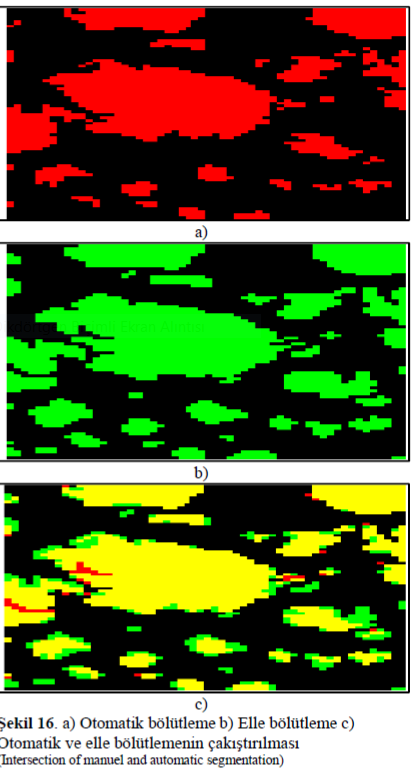 a)
b)
c)
Şekil 16. a) Otomatik bölütleme b) Elle bölütleme c)
Otomatik ve elle bölütlemenin çakıştırılması
(Intersection of manuel and automatic segmentation)